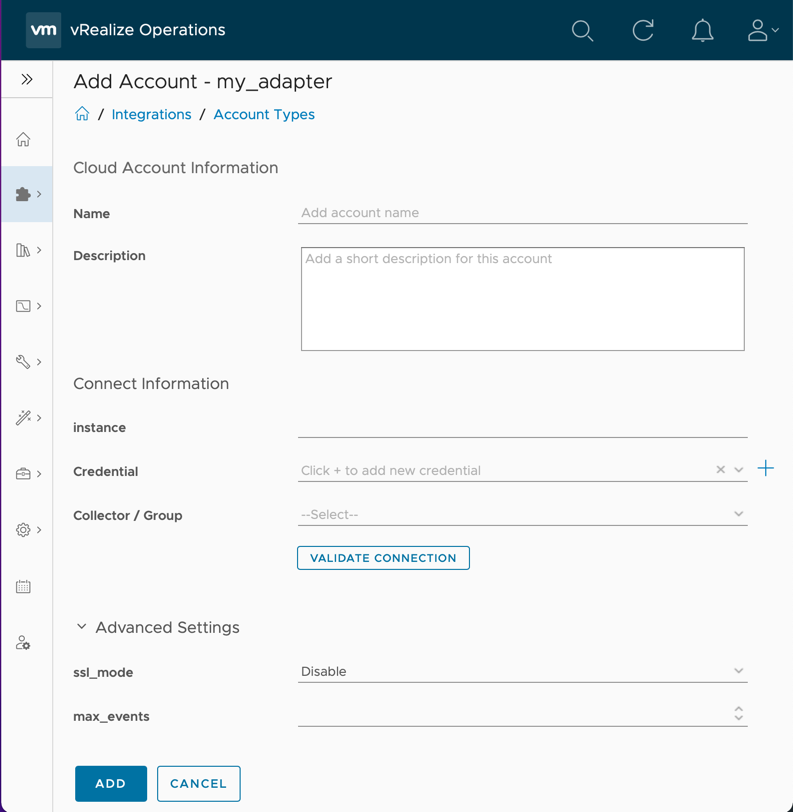 vm vRealize Operations
Add Account - my_adapter
/ Integrations / Account Types
Cloud Account Information
Name Add account name
Description Add a short description for this account
Connect Information
instance
Credential Click + to add new credential
Collector / Group --Select--
VALIDATE CONNECTION
Advanced Settings
ssl_mode Disable
max_events
ADD CANCEL